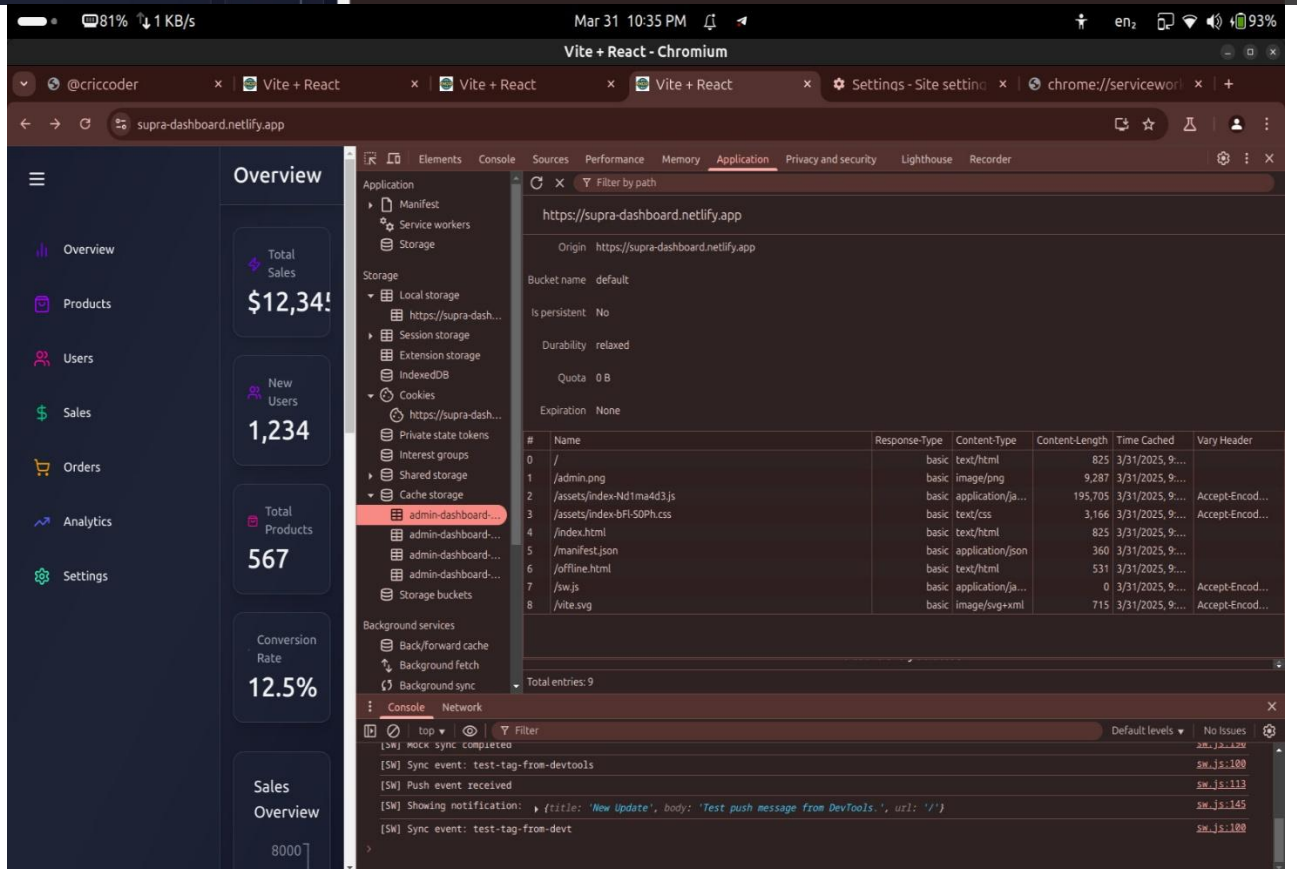 81% 1 KB/s Mar 31 10:35 PM en₂ 93%
Vite + React - Chromium
@criccoder Vite + React Vite + React Vite + React Settings - Site setting chrome://servicewor
supra-dashboard.netlify.app
Overview
Overview
Products
Users
Sales
Orders
Analytics
Settings
Total Sales
$12,345
New Users
1,234
Total Products
567
Conversion Rate
12.5%
Sales Overview
8000
Elements Console Sources Performance Memory Application Privacy and security Lighthouse Recorder
Application
Manifest
Service workers
Storage
Storage
Local storage
https://supra-dash...
Session storage
Extension storage
IndexedDB
Cookies
https://supra-dash...
Private state tokens
Interest groups
Shared storage
Cache storage
admin-dashboard-...
admin-dashboard-...
admin-dashboard-...
admin-dashboard-...
Storage buckets
Background services
Back/forward cache
Background fetch
Background sync
Filter by path
https://supra-dashboard.netlify.app
Origin https://supra-dashboard.netlify.app
Bucket name default
Is persistent No
Durability relaxed
Quota 0 B
Expiration None
# Name Response-Type Content-Type Content-Length Time Cached Vary Header
0 / basic text/html 825 3/31/2025, 9:...
1 /admin.png basic image/png 9,287 3/31/2025, 9:...
2 /assets/index-Nd1ma4d3.js basic application/ja... 195,705 3/31/2025, 9:... Accept-Encod...
3 /assets/index-bFl-S0Ph.css basic text/css 3,166 3/31/2025, 9:... Accept-Encod...
4 /index.html basic text/html 825 3/31/2025, 9:...
5 /manifest.json basic application/json 360 3/31/2025, 9:...
6 /offline.html basic text/html 531 3/31/2025, 9:...
7 /sw.js basic application/ja... 0 3/31/2025, 9:... Accept-Encod...
8 /vite.svg basic image/svg+xml 715 3/31/2025, 9:... Accept-Encod...
Total entries: 9
Console Network
top Filter Default levels No Issues
[SW] Mock sync completed sw.js:190
[SW] Sync event: test-tag-from-devtools sw.js:100
[SW] Push event received sw.js:113
[SW] Showing notification: {title: 'New Update', body: 'Test push message from DevTools.', url: '/'} sw.js:145
[SW] Sync event: test-tag-from-devt sw.js:100